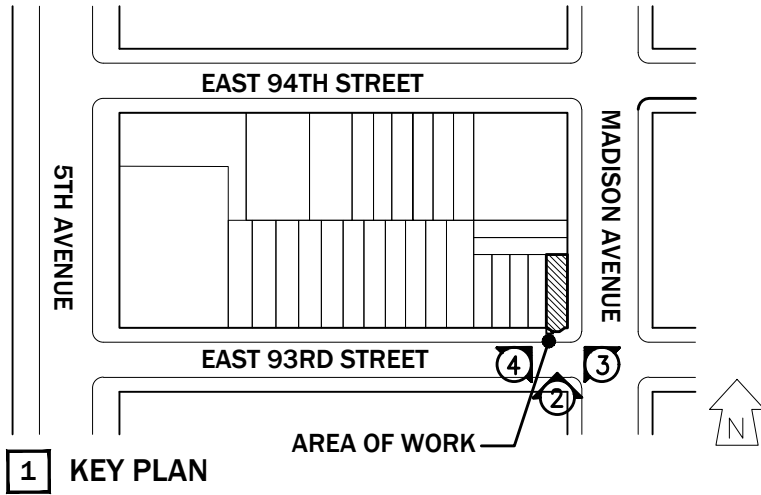 EAST 94TH STREET
MADISON AVENUE
5TH AVENUE
EAST 93RD STREET
4
3
2
AREA OF WORK
N
1 KEY PLAN